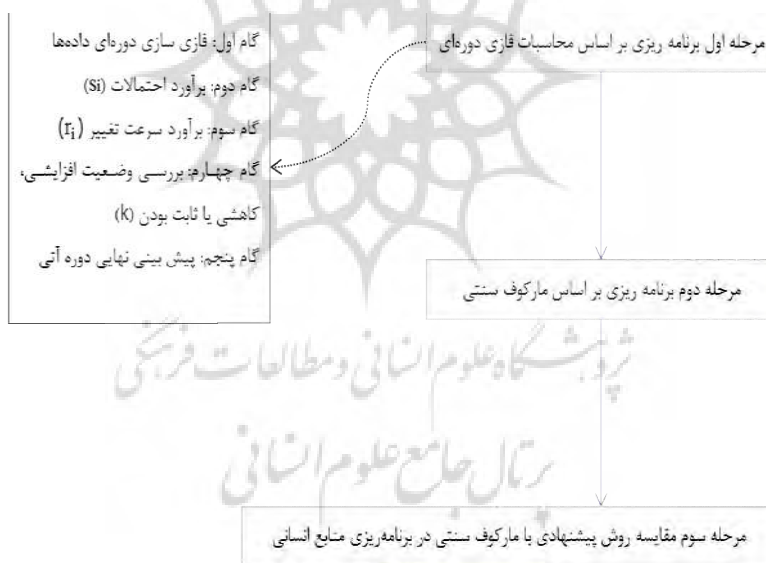 مرحله اول برنامه ریزی بر اساس محاسبات فازی دوره‌ای
گام اول: فازی سازی دوره‌ای داده‌ها
گام دوم: برآورد احتمالات (Si)
گام سوم: برآورد سرعت تغییر (ri)
گام چهارم: بررسی وضعیت افزایشی،
کاهشی یا ثابت بودن (k)
گام پنجم: پیش بینی نهایی دوره آتی
مرحله دوم برنامه ریزی بر اساس مارکوف سنتی
پژوهشگاه علوم انسانی و مطالعات فرهنگی
پرتال جامع علوم انسانی
مرحله سوم مقایسه روش پیشنهادی با مارکوف سنتی در برنامه‌ریزی منابع انسانی